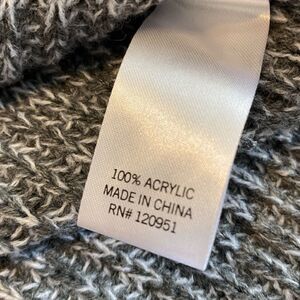 100% ACRYLIC
MADE IN CHINA
RN# 120951